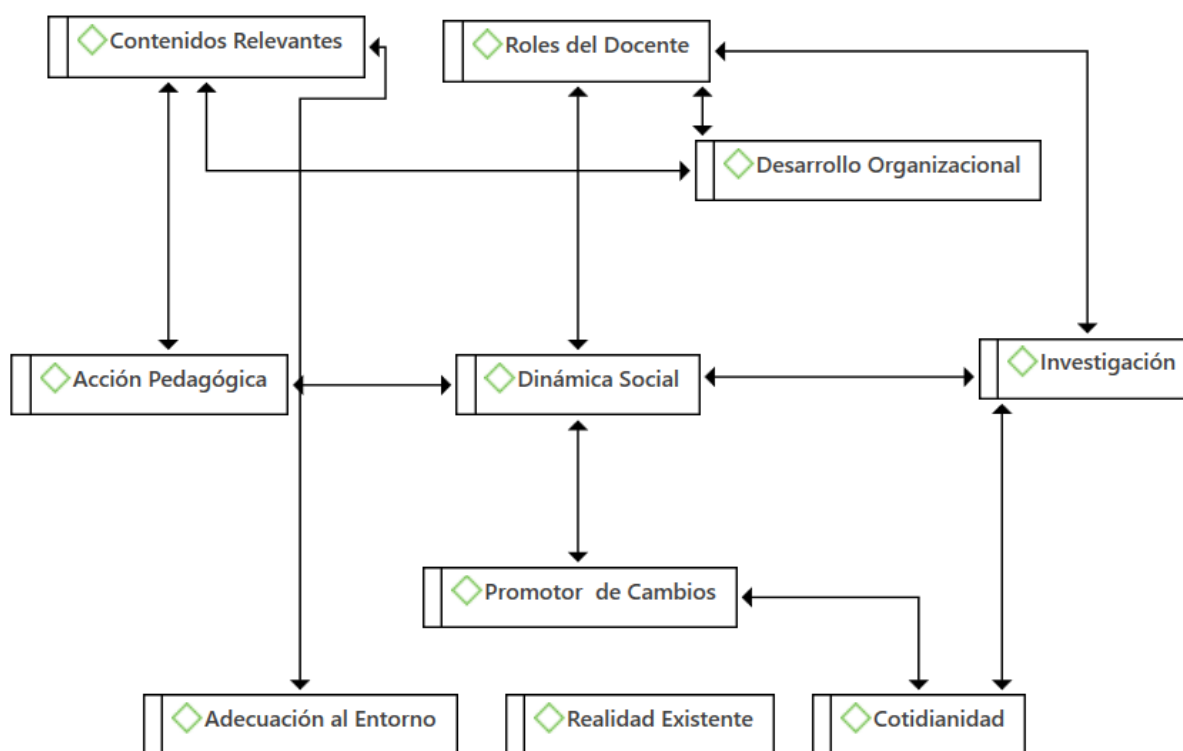 Contenidos Relevantes
Roles del Docente
Desarrollo Organizacional
Acción Pedagógica
Dinámica Social
Investigación
Promotor  de Cambios
Adecuación al Entorno
Realidad Existente
Cotidianidad